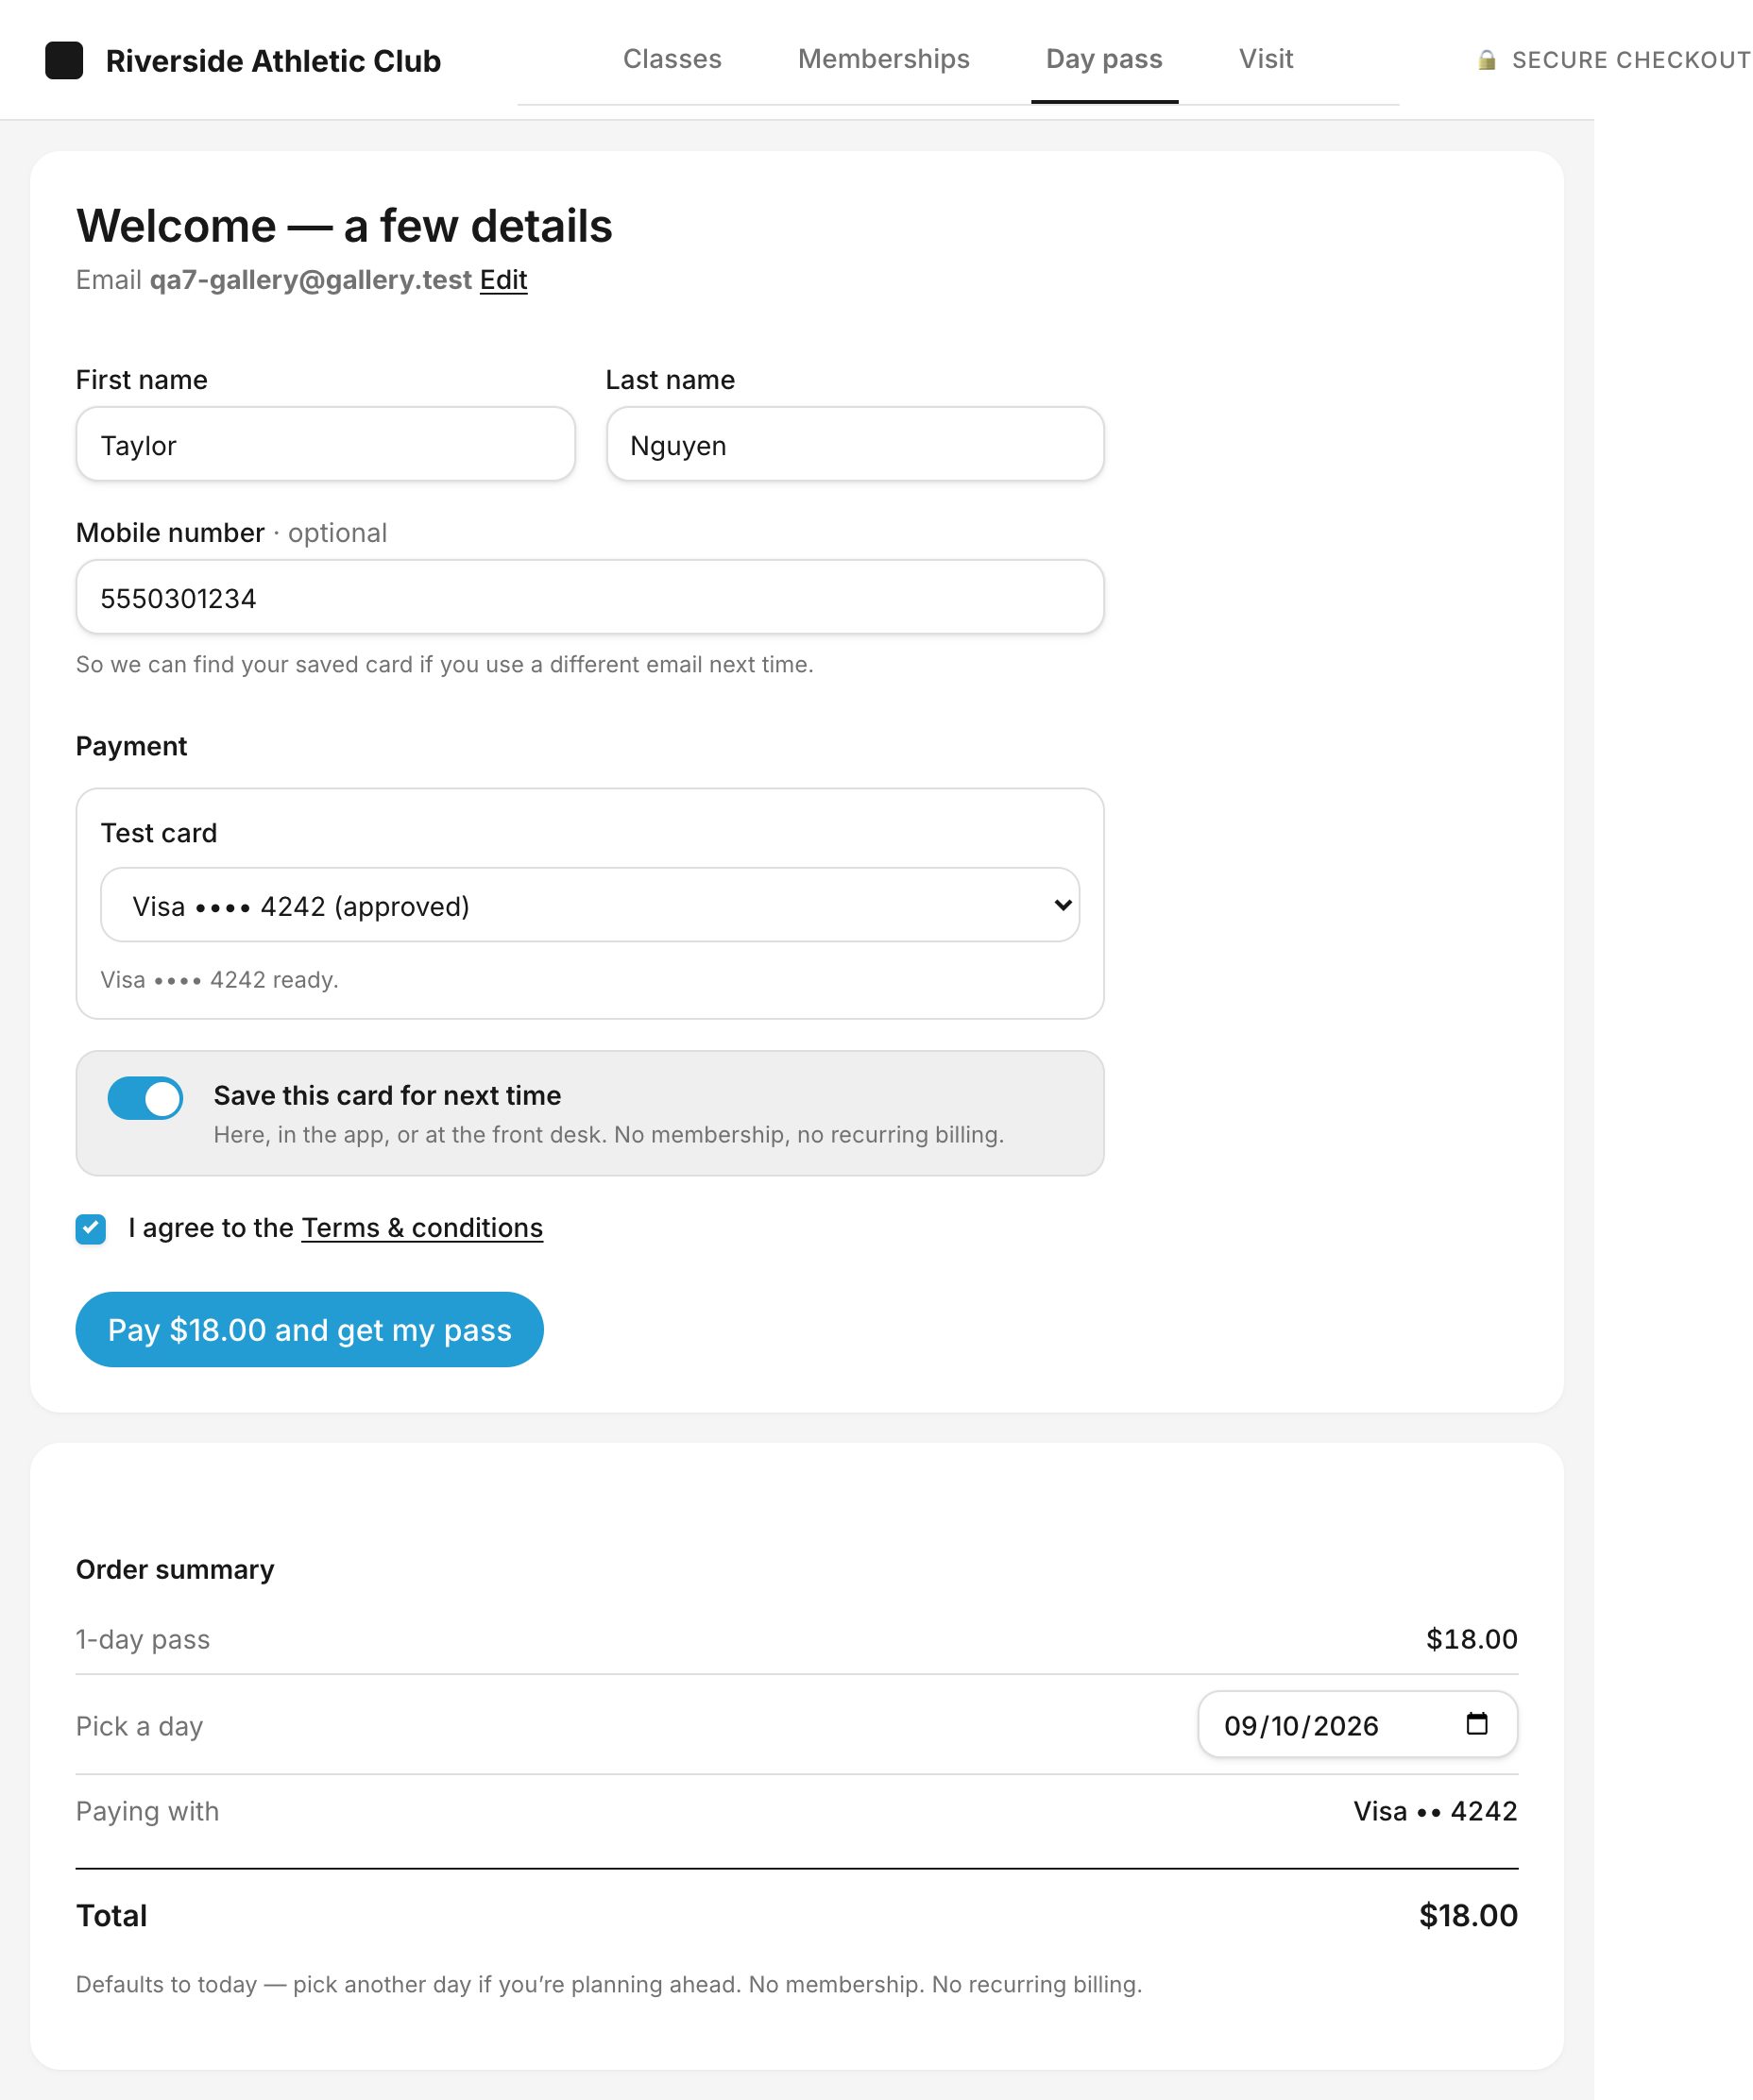 Riverside Athletic Club
Classes
Memberships
Day pass
Visit
🔒 SECURE CHECKOUT
Welcome — a few details
Email qa7-gallery@gallery.test Edit
First name
Last name
Taylor
Nguyen
Mobile number · optional
5550301234
So we can find your saved card if you use a different email next time.
Payment
Test card
Visa •••• 4242 (approved)
Visa •••• 4242 ready.
Save this card for next time
Here, in the app, or at the front desk. No membership, no recurring billing.
I agree to the Terms & conditions
Pay $18.00 and get my pass
Order summary
1-day pass
$18.00
Pick a day
09/10/2026
Paying with
Visa •• 4242
Total
$18.00
Defaults to today — pick another day if you’re planning ahead. No membership. No recurring billing.